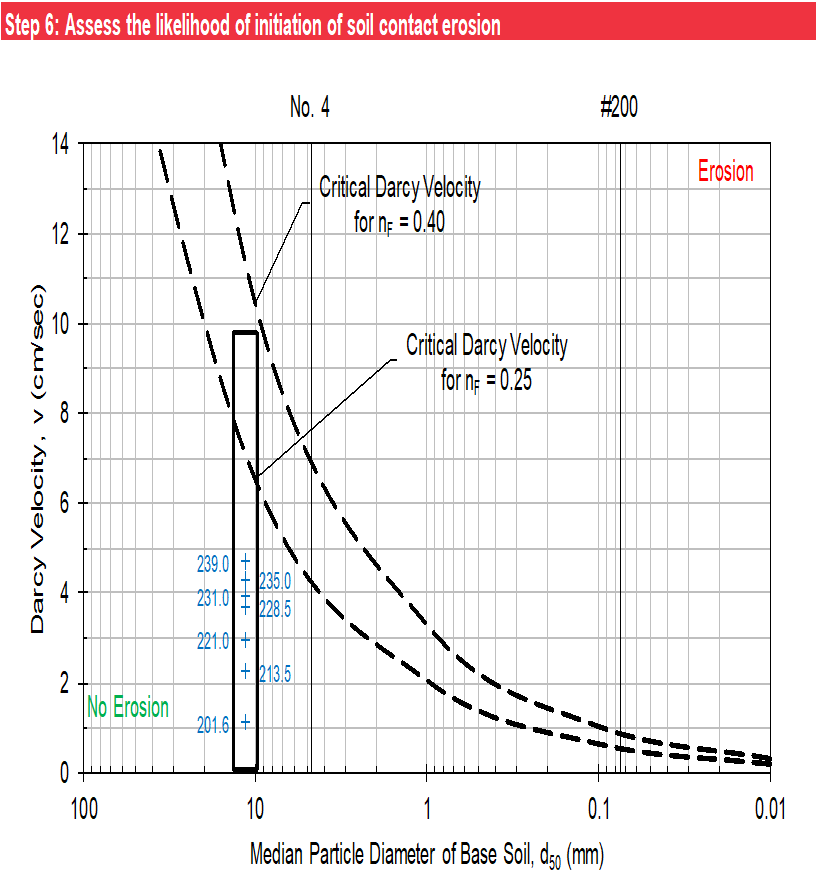 Step 6: Assess the likelihood of initiation of soil contact erosion
No. 4
#200
14
12
10
8
6
4
2
0
Darcy Velocity, v (cm/sec)
Erosion
Critical Darcy Velocity
for nF = 0.40
Critical Darcy Velocity
for nF = 0.25
239.0
235.0
231.0
228.5
221.0
213.5
201.6
No Erosion
100
10
1
0.1
0.01
Median Particle Diameter of Base Soil, d50 (mm)